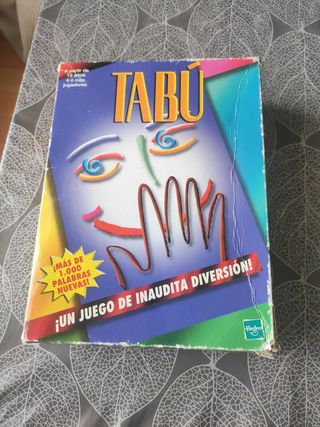 A partir de
12 años
4 ó más
jugadores
TABÚ
¡MÁS DE
1.000
PALABRAS
NUEVAS!
¡UN JUEGO DE INAUDITA DIVERSIÓN!
Hasbro